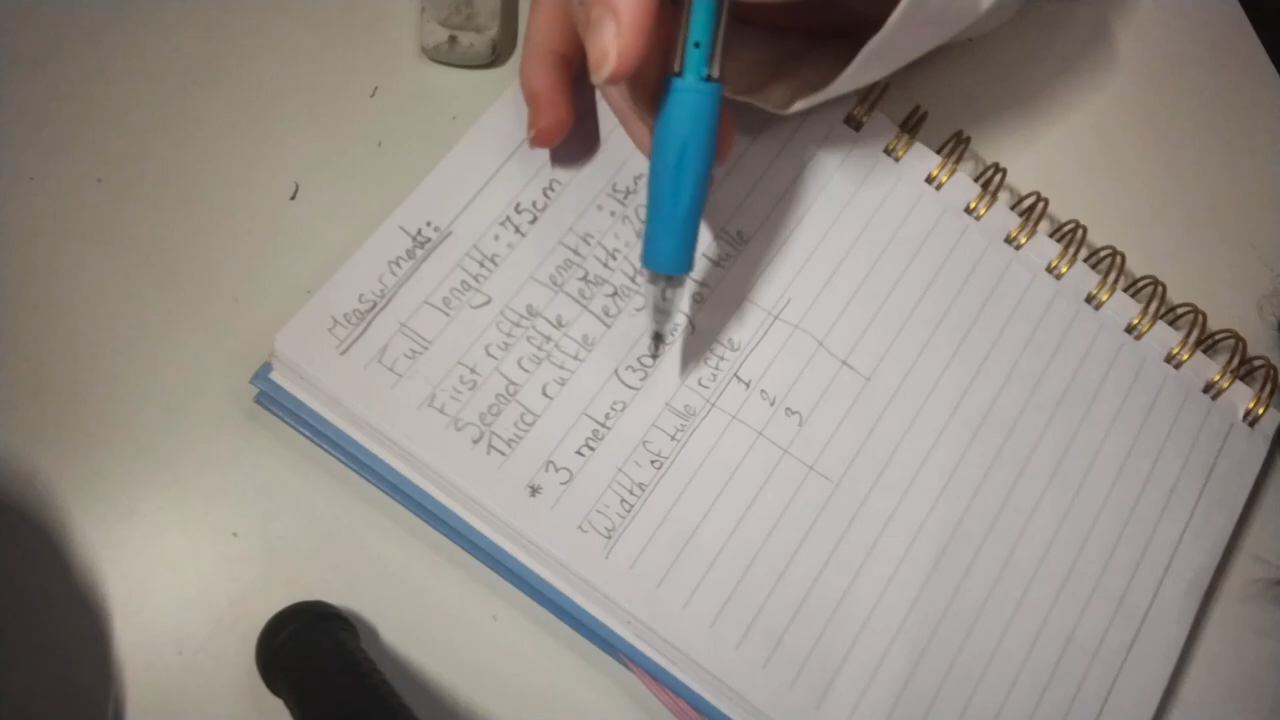 Measurments:
Full lenghth: 75cm
First ruffle length: 15cm
Second ruffle length: 20
Third ruffle length
* 3 meters (300cm) of tulle
Width of tulle ruffle
1
2
3